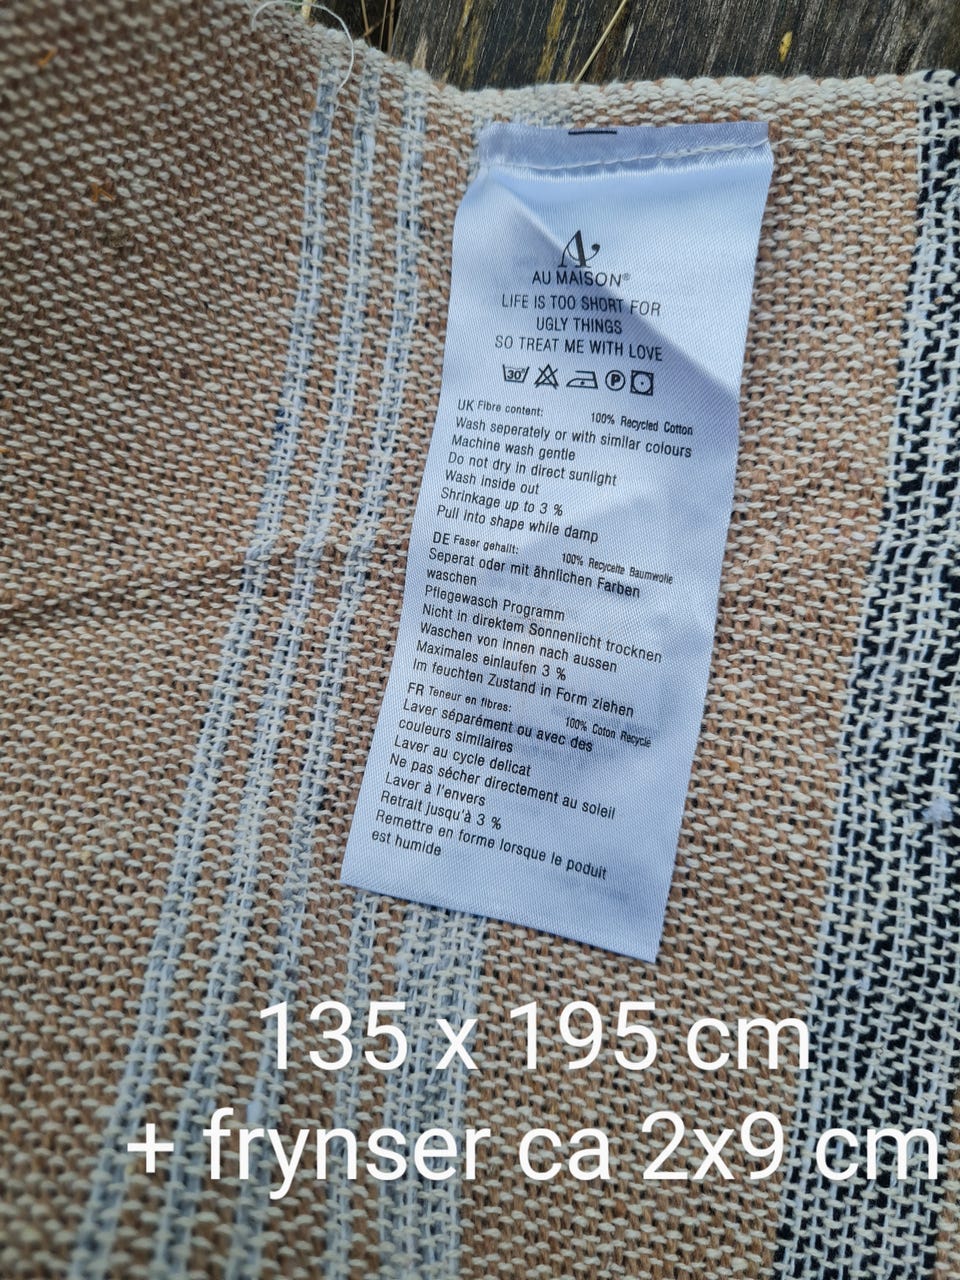 A
AU MAISON®
LIFE IS TOO SHORT FOR
UGLY THINGS
SO TREAT ME WITH LOVE
30° P
UK Fibre content: 100% Recycled Cotton
Wash seperately or with similar colours
Machine wash gentle
Do not dry in direct sunlight
Wash inside out
Shrinkage up to 3 %
Pull into shape while damp
DE Faser gehallt: 100% Recycelte Baumwolle
Seperat oder mit ähnlichen Farben
waschen
Pflegewasch Programm
Nicht in direktem Sonnenlicht trocknen
Waschen von innen nach aussen
Maximales einlaufen 3 %
Im feuchten Zustand in Form ziehen
FR Teneur en fibres: 100% Coton Recyclé
Laver séparément ou avec des
couleurs similaires
Laver au cycle delicat
Ne pas sécher directement au soleil
Laver à l'envers
Retrait jusqu'à 3 %
Remettre en forme lorsque le poduit
est humide
135 x 195 cm
+ frynser ca 2x9 cm